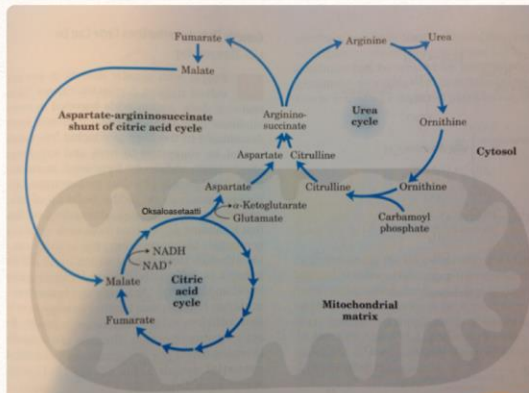 Fumarate
Malate
Arginine
Urea
Aspartate-argininosuccinate
shunt of citric acid cycle
Arginino-
succinate
Urea
cycle
Ornithine
Cytosol
Aspartate
Citrulline
Aspartate
Citrulline
Ornithine
α-Ketoglutarate
Glutamate
Carbamoyl
phosphate
Oksaloasetaatti
NADH
NAD⁺
Malate
Citric
acid
cycle
Fumarate
Mitochondrial
matrix